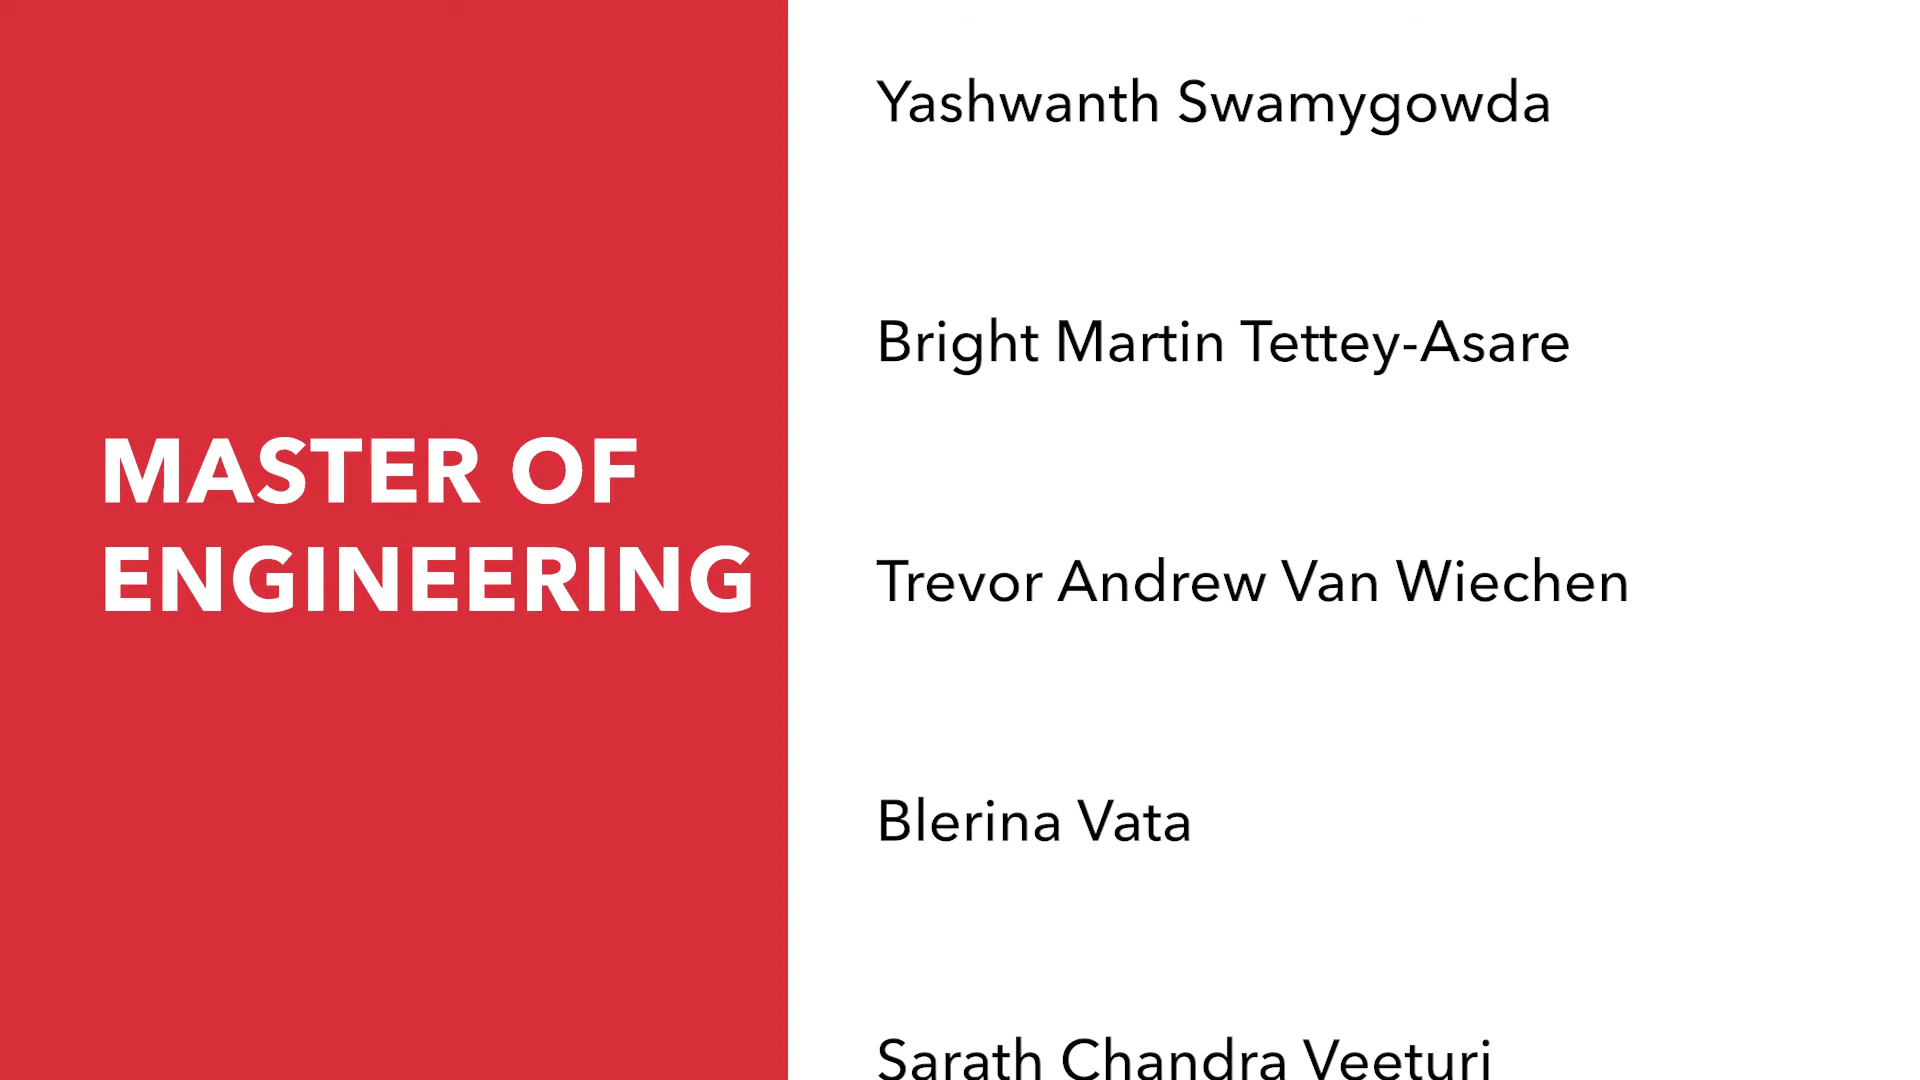 MASTER OF
ENGINEERING
Yashwanth Swamygowda
Bright Martin Tettey-Asare
Trevor Andrew Van Wiechen
Blerina Vata
Sarath Chandra Veeturi